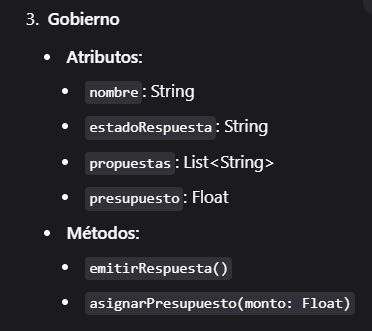 3. Gobierno
• Atributos:
• nombre: String
• estadoRespuesta: String
• propuestas: List<String>
• presupuesto: Float
• Métodos:
• emitirRespuesta()
• asignarPresupuesto(monto: Float)